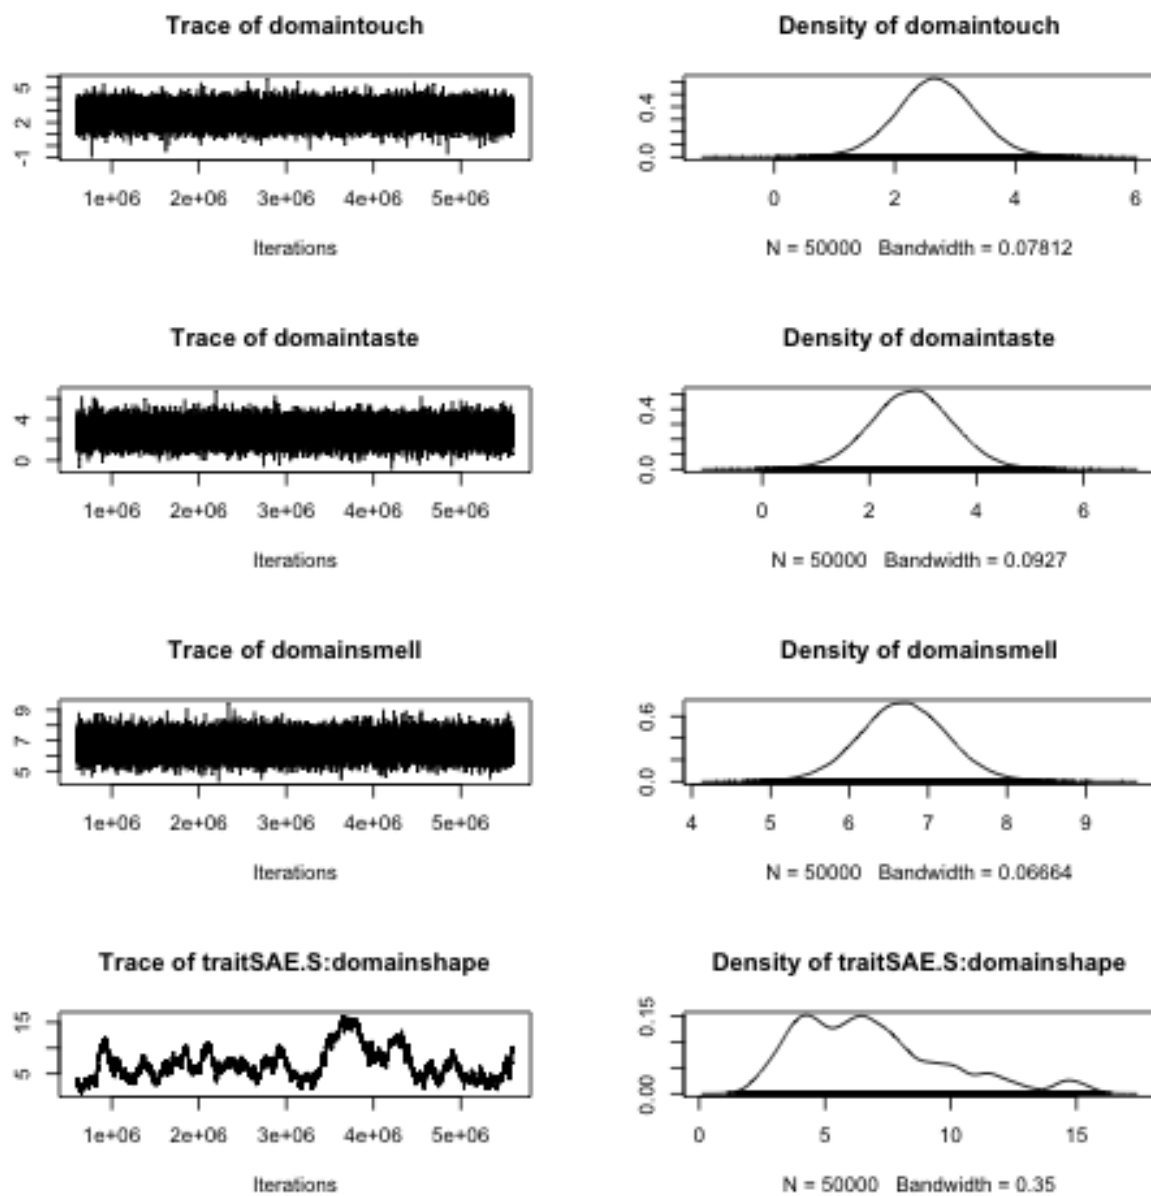 Trace of domaintouch
Density of domaintouch
-1 2 5
1e+06 2e+06 3e+06 4e+06 5e+06
Iterations
0.0 0.4
0 2 4 6
N = 50000 Bandwidth = 0.07812
Trace of domaintaste
Density of domaintaste
0 4
1e+06 2e+06 3e+06 4e+06 5e+06
Iterations
0.0 0.4
0 2 4 6
N = 50000 Bandwidth = 0.0927
Trace of domainsmell
Density of domainsmell
5 7 9
1e+06 2e+06 3e+06 4e+06 5e+06
Iterations
0.0 0.6
4 5 6 7 8 9
N = 50000 Bandwidth = 0.06664
Trace of traitSAE.S:domainshape
Density of traitSAE.S:domainshape
5 15
1e+06 2e+06 3e+06 4e+06 5e+06
Iterations
0.00 0.15
0 5 10 15
N = 50000 Bandwidth = 0.35